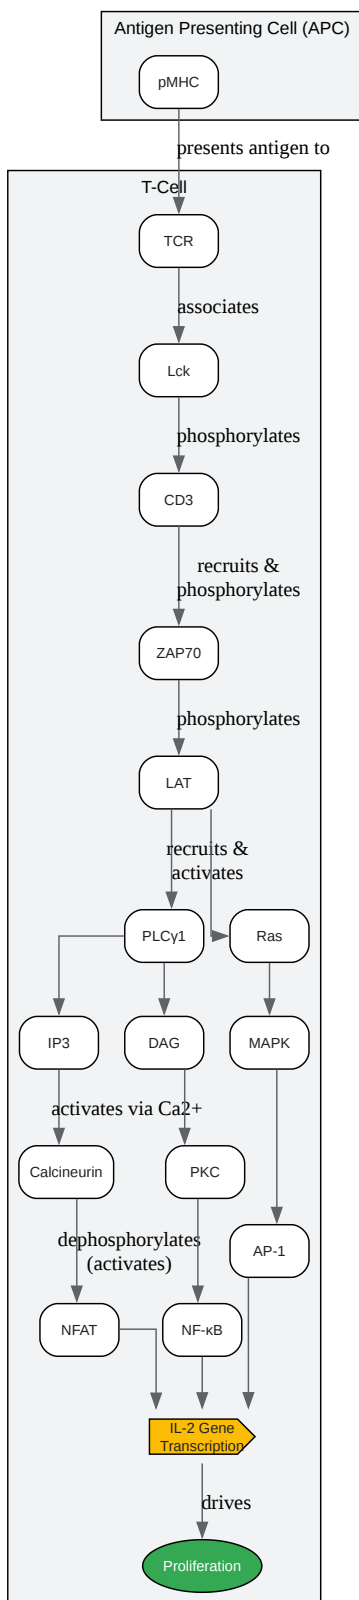 Antigen Presenting Cell (APC)
pMHC
presents antigen to
T-Cell
TCR
associates
Lck
phosphorylates
CD3
recruits &
phosphorylates
ZAP70
phosphorylates
LAT
recruits &
activates
PLCγ1
Ras
IP3
DAG
MAPK
activates via Ca2+
Calcineurin
PKC
dephosphorylates
(activates)
AP-1
NFAT
NF-κB
IL-2 Gene
Transcription
drives
Proliferation